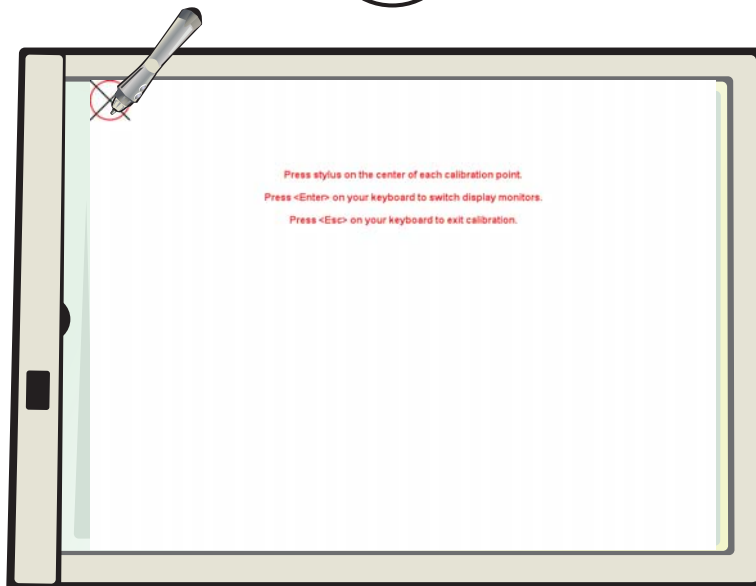 Press stylus on the center of each calibration point.
Press <Enter> on your keyboard to switch display monitors.
Press <Esc> on your keyboard to exit calibration.